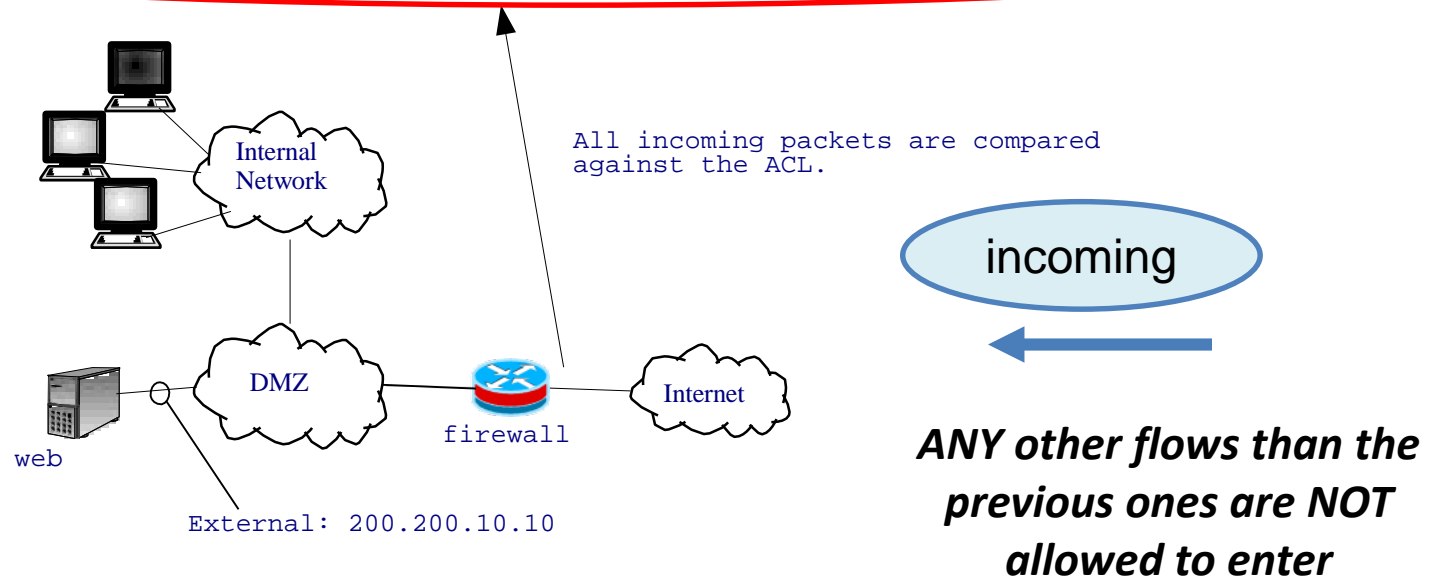 All incoming packets are compared
against the ACL.
Internal
Network
incoming
DMZ
Internet
firewall
web
External: 200.200.10.10
ANY other flows than the
previous ones are NOT
allowed to enter